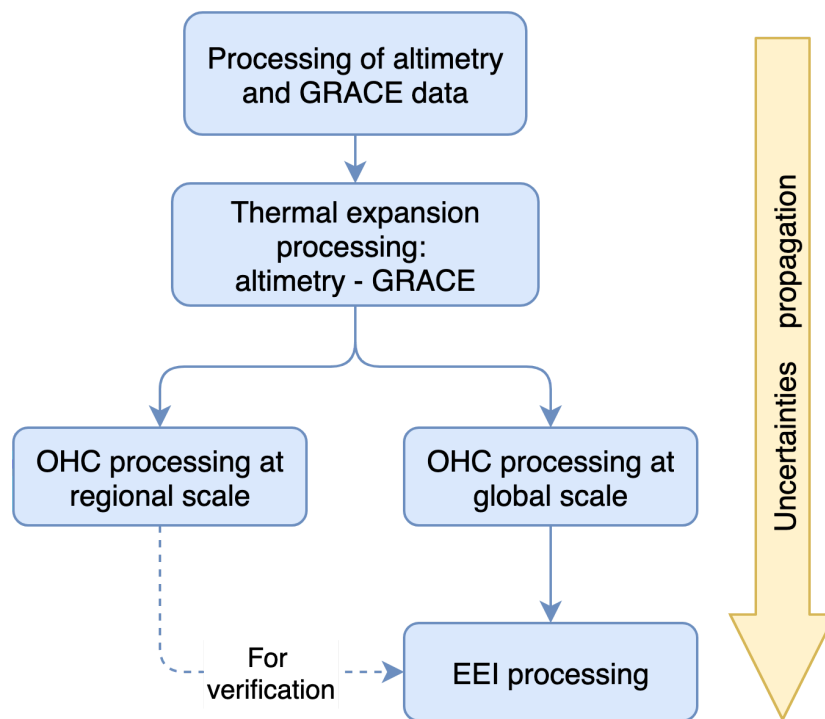 Processing of altimetry
and GRACE data
Thermal expansion
processing:
altimetry - GRACE
OHC processing at
regional scale
OHC processing at
global scale
For
verification
EEI processing
Uncertainties propagation